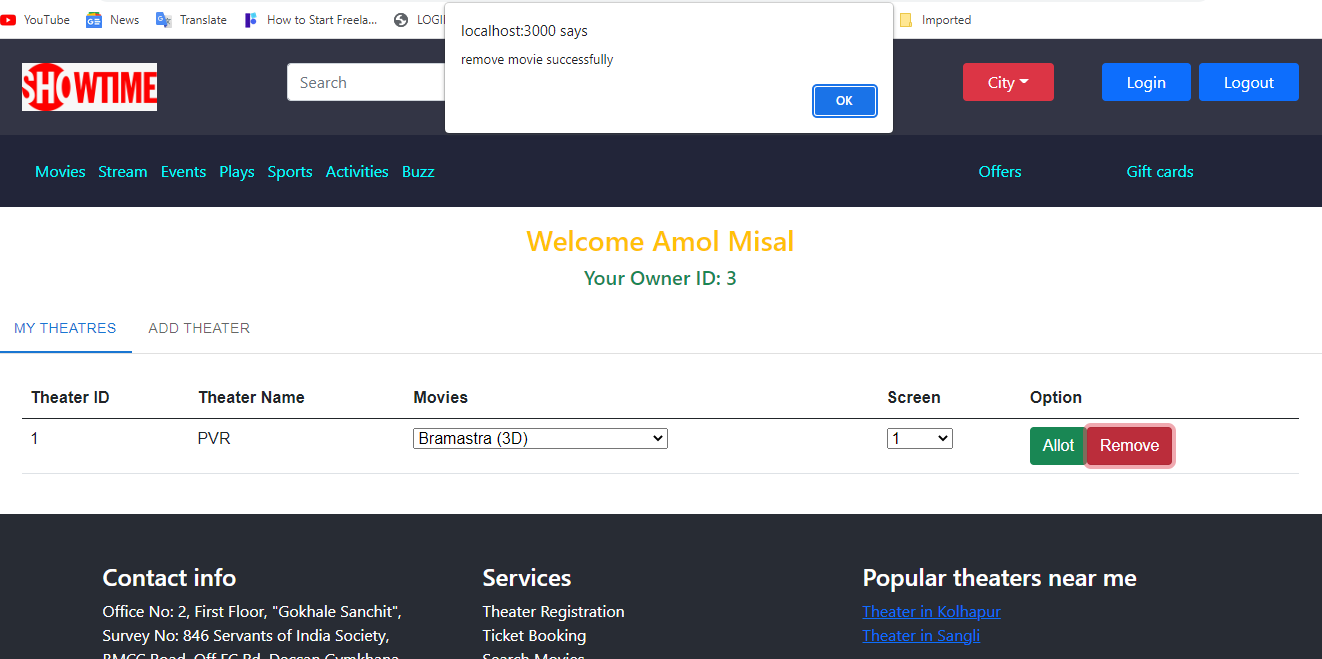 YouTube News Translate How to Start Freela... Imported
localhost:3000 says
remove movie successfully
OK
SHOWTIME Search City Login Logout
Movies Stream Events Plays Sports Activities Buzz Offers Gift cards
Welcome Amol Misal
Your Owner ID: 3
MY THEATRES ADD THEATER
Theater ID Theater Name Movies Screen Option
1 PVR Bramastra (3D) 1 Allot Remove
Contact info Services Popular theaters near me
Office No: 2, First Floor, "Gokhale Sanchit", Theater Registration Theater in Kolhapur
Survey No: 846 Servants of India Society, Ticket Booking Theater in Sangli